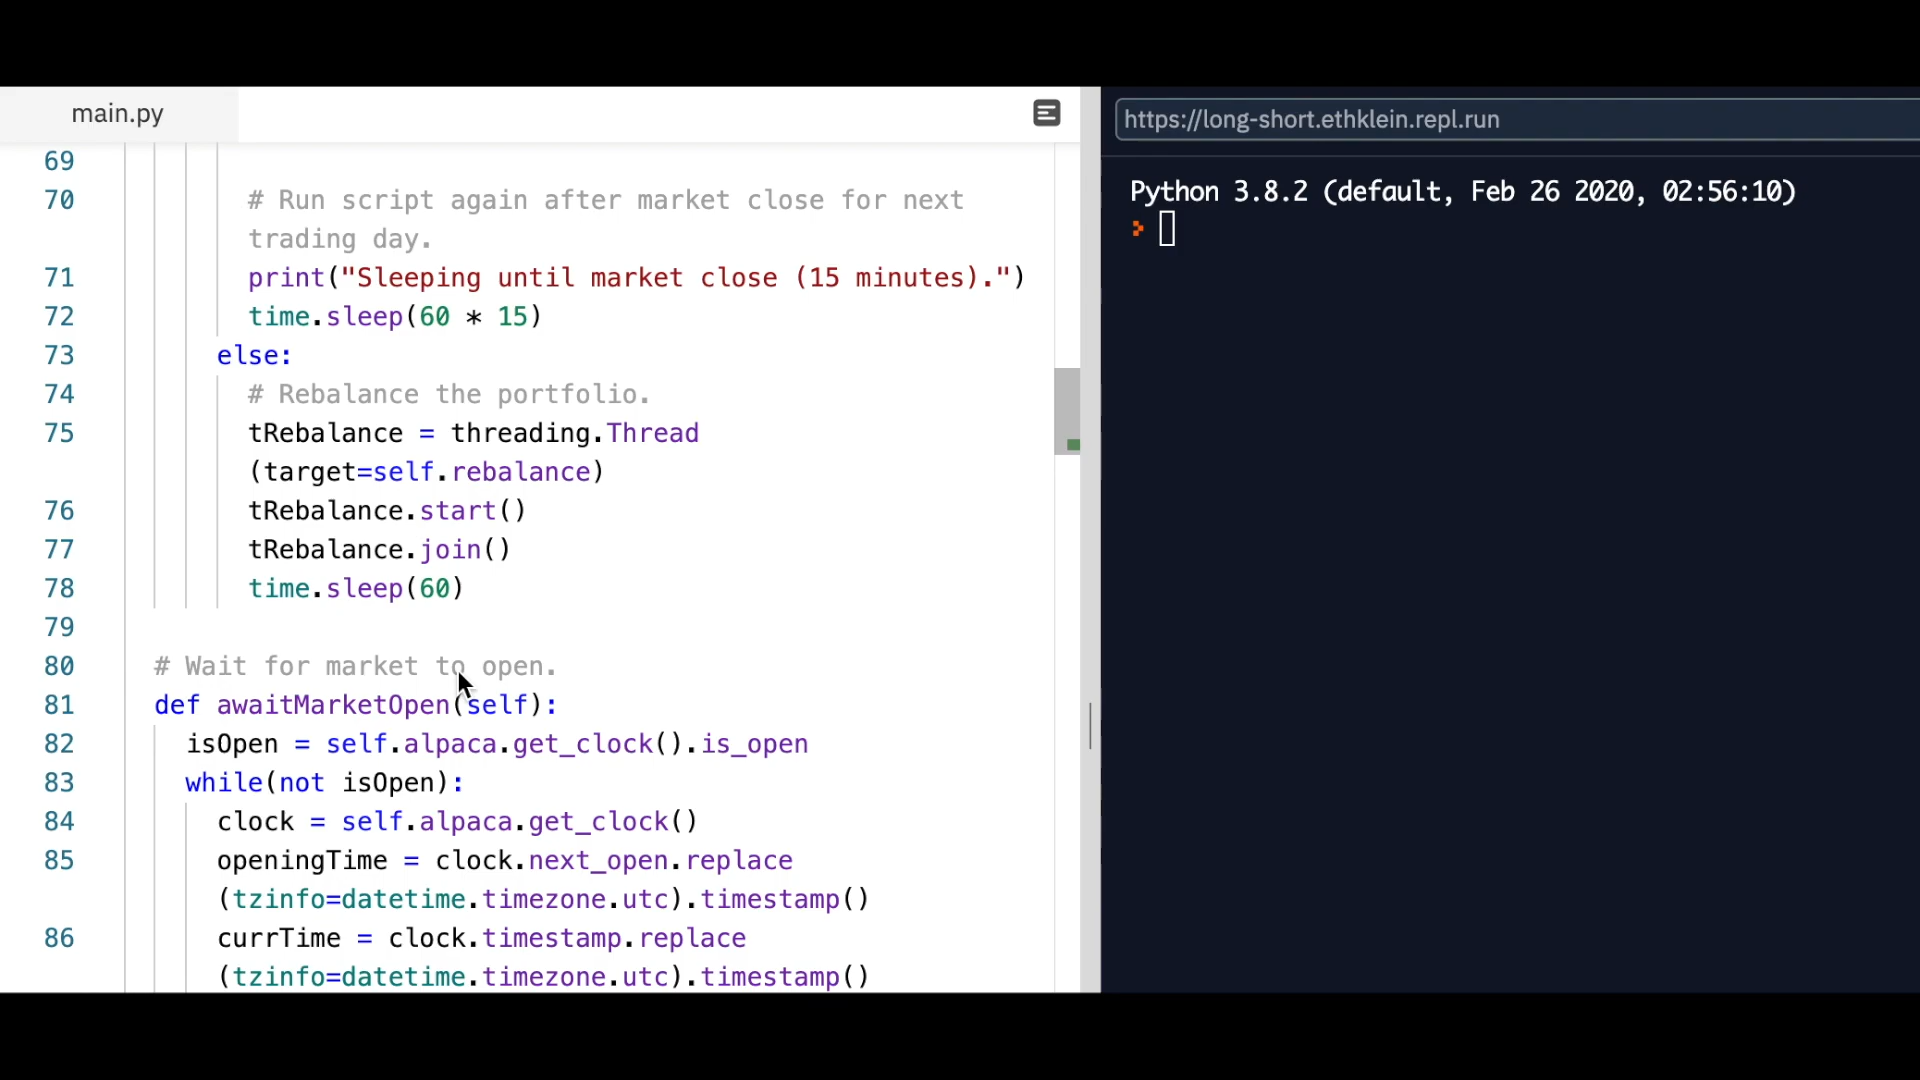 main.py
69
70 # Run script again after market close for next
trading day.
71 print("Sleeping until market close (15 minutes).")
72 time.sleep(60 * 15)
73 else:
74 # Rebalance the portfolio.
75 tRebalance = threading.Thread
(target=self.rebalance)
76 tRebalance.start()
77 tRebalance.join()
78 time.sleep(60)
79
80 # Wait for market to open.
81 def awaitMarketOpen(self):
82 isOpen = self.alpaca.get_clock().is_open
83 while(not isOpen):
84 clock = self.alpaca.get_clock()
85 openingTime = clock.next_open.replace
(tzinfo=datetime.timezone.utc).timestamp()
86 currTime = clock.timestamp.replace
(tzinfo=datetime.timezone.utc).timestamp()
https://long-short.ethklein.repl.run
Python 3.8.2 (default, Feb 26 2020, 02:56:10)